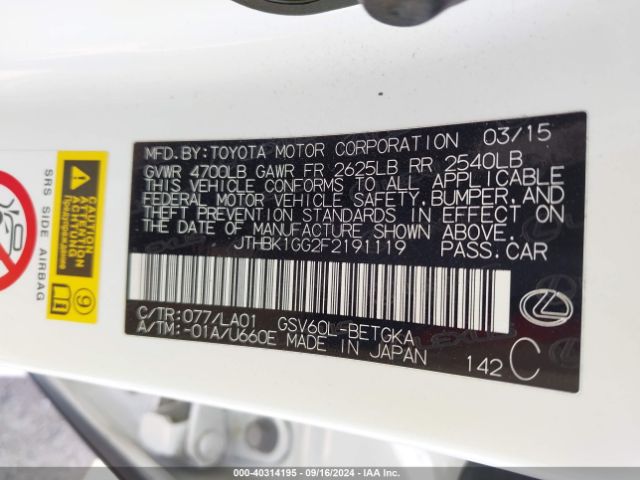 MFD. BY: TOYOTA MOTOR CORPORATION 03/15
GVWR 4700LB GAWR FR 2625LB RR 2540LB
THIS VEHICLE CONFORMS TO ALL APPLICABLE
FEDERAL MOTOR VEHICLE SAFETY, BUMPER, AND
THEFT PREVENTION STANDARDS IN EFFECT ON
THE DATE OF MANUFACTURE SHOWN ABOVE.
JTHBK1GG2F2191119 PASS. CAR
C/TR: 077/LA01 GSV60L-BETGKA
A/TM: -01A/U660E MADE IN JAPAN
142 C
SRS SIDE AIRBAG
Предупреждение
9
000-40314195 - 09/16/2024 - IAA Inc.